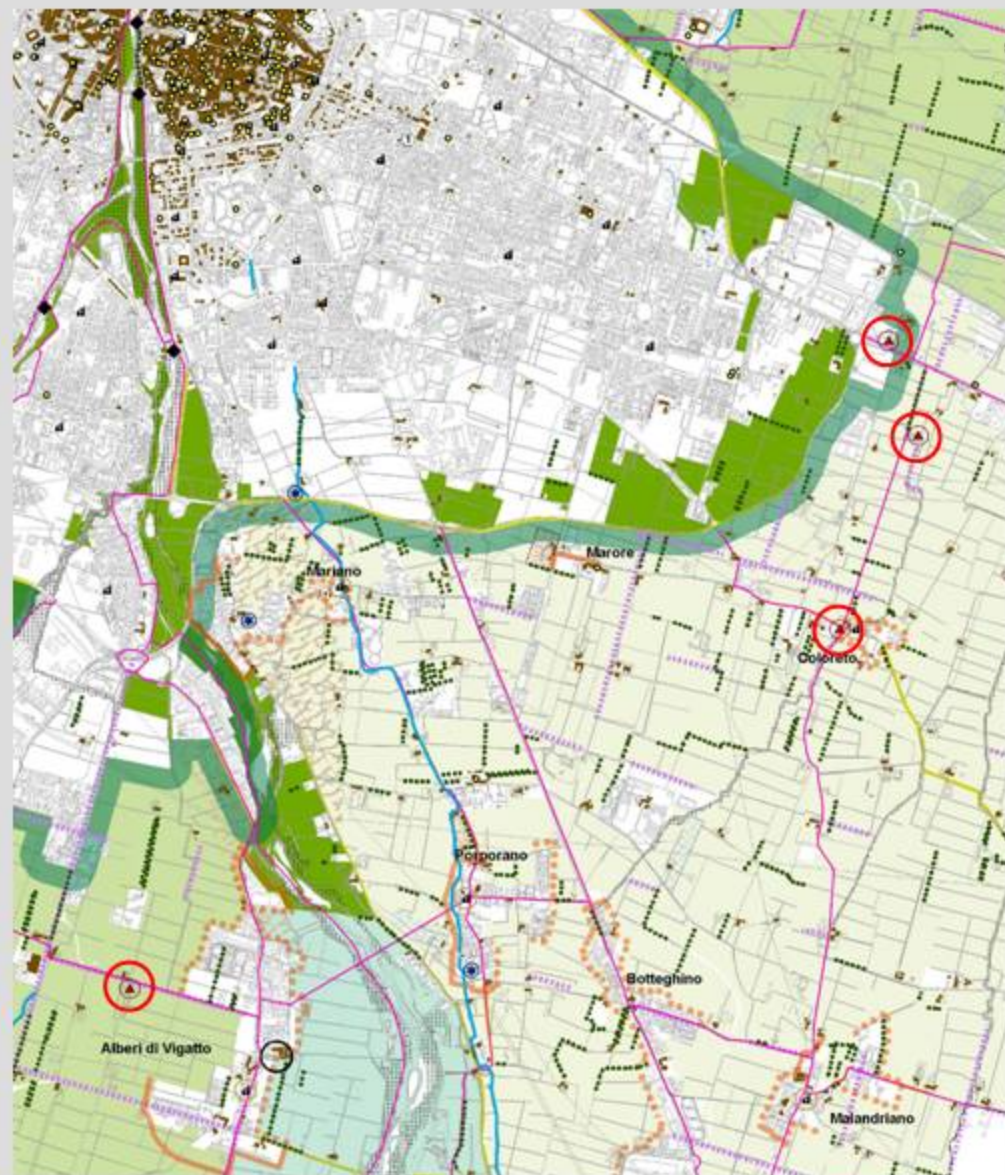 Marore
Mariano
Coloreto
Porporano
Botteghino
Alberi di Vigatto
Malandriano